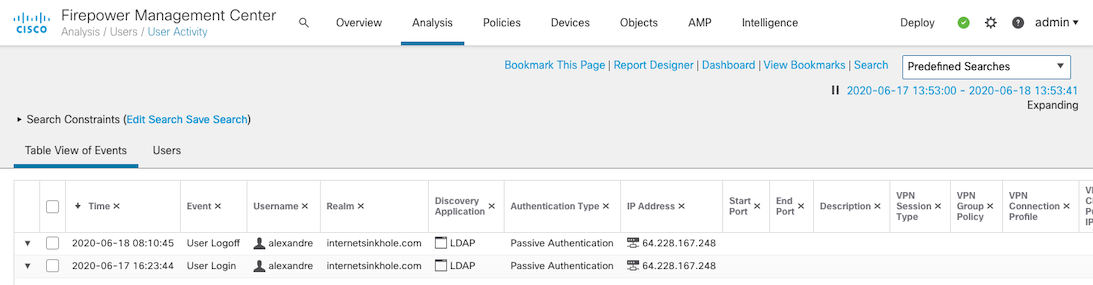 Firepower Management Center
CISCO Analysis / Users / User Activity
Overview Analysis Policies Devices Objects AMP Intelligence Deploy admin
Bookmark This Page | Report Designer | Dashboard | View Bookmarks | Search Predefined Searches
2020-06-17 13:53:00 - 2020-06-18 13:53:41
Expanding
Search Constraints (Edit Search Save Search)
Table View of Events Users
Time Event Username Realm Discovery Application Authentication Type IP Address Start Port End Port Description VPN Session Type VPN Group Policy VPN Connection Profile
2020-06-18 08:10:45 User Logoff alexandre internetsinkhole.com LDAP Passive Authentication 64.228.167.248
2020-06-17 16:23:44 User Login alexandre internetsinkhole.com LDAP Passive Authentication 64.228.167.248